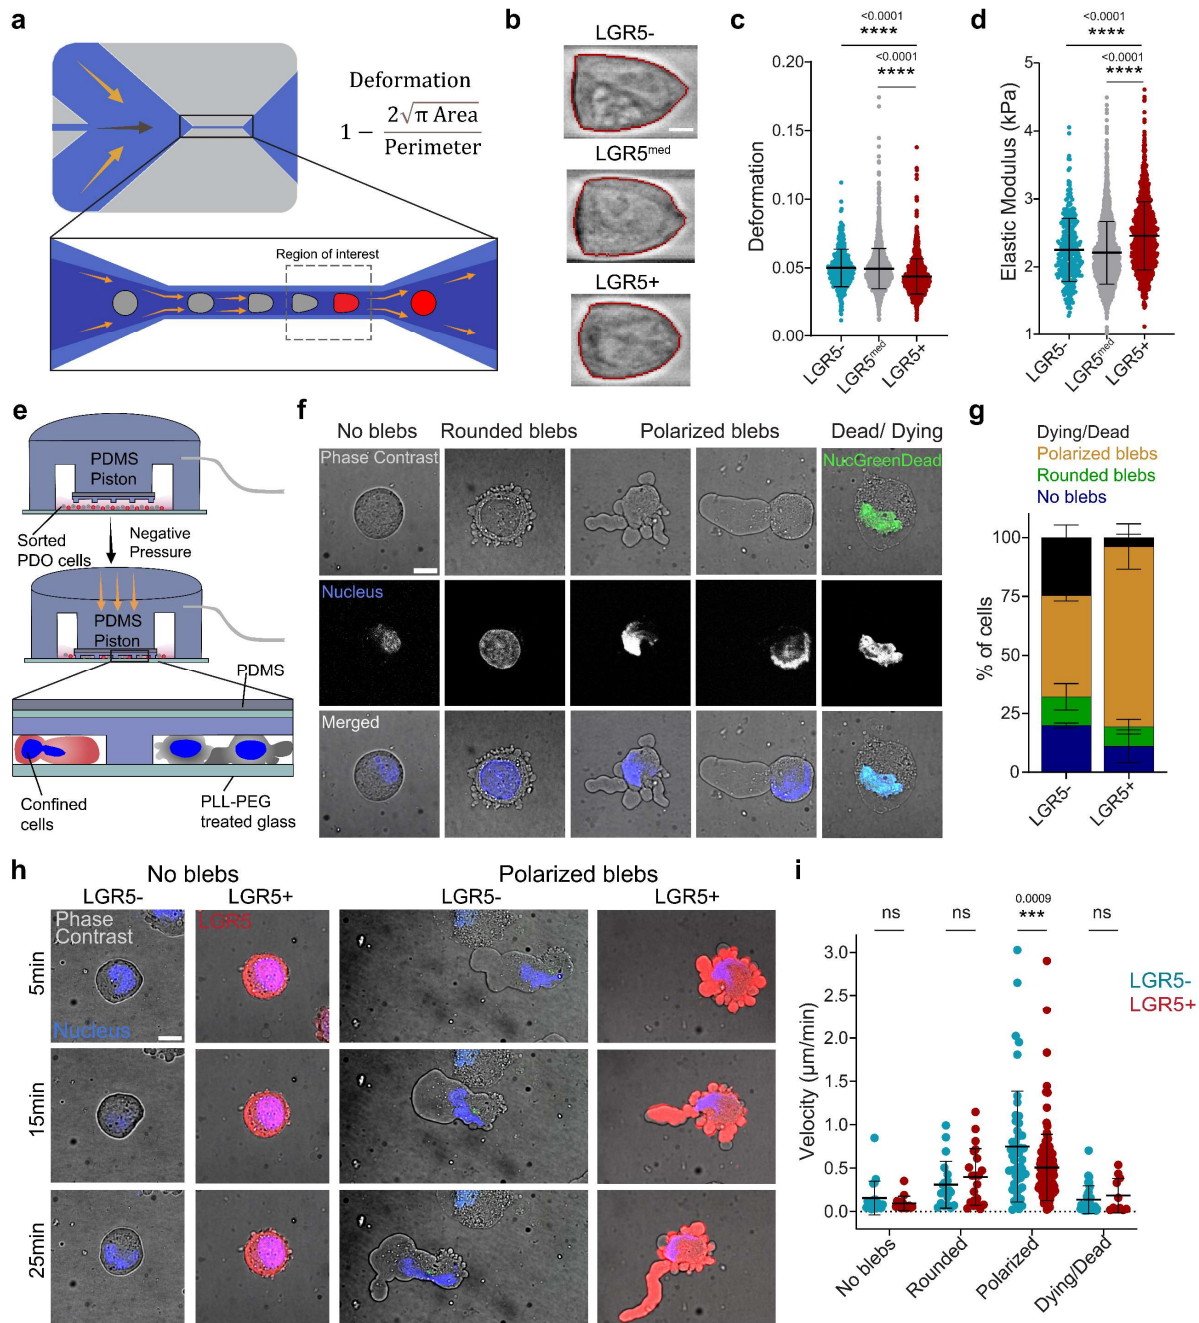 a
Deformation
1 − 2√π Area
Perimeter
Region of interest
b
LGR5-
LGR5med
LGR5+
c
<0.0001
****
<0.0001
****
0.20
0.15
0.10
0.05
0.00
Deformation
LGR5-
LGR5med
LGR5+
d
<0.0001
****
<0.0001
****
5
4
3
2
1
Elastic Modulus (kPa)
LGR5-
LGR5med
LGR5+
e
PDMS
Piston
Sorted
PDO cells
Negative
Pressure
PDMS
Piston
PDMS
Confined
cells
PLL-PEG
treated glass
f
No blebs
Rounded blebs
Polarized blebs
Dead/ Dying
Phase Contrast
NucGreenDead
Nucleus
Merged
g
Dying/Dead
Polarized blebs
Rounded blebs
No blebs
100
75
50
25
0
% of cells
LGR5-
LGR5+
h
No blebs
Polarized blebs
LGR5-
LGR5+
LGR5-
LGR5+
Phase
Contrast
LGR5
Nucleus
5min
15min
25min
i
ns
ns
0.0009
***
ns
3.0
2.5
2.0
1.5
1.0
0.5
0.0
Velocity (μm/min)
LGR5-
LGR5+
No blebs
Rounded
Polarized
Dying/Dead